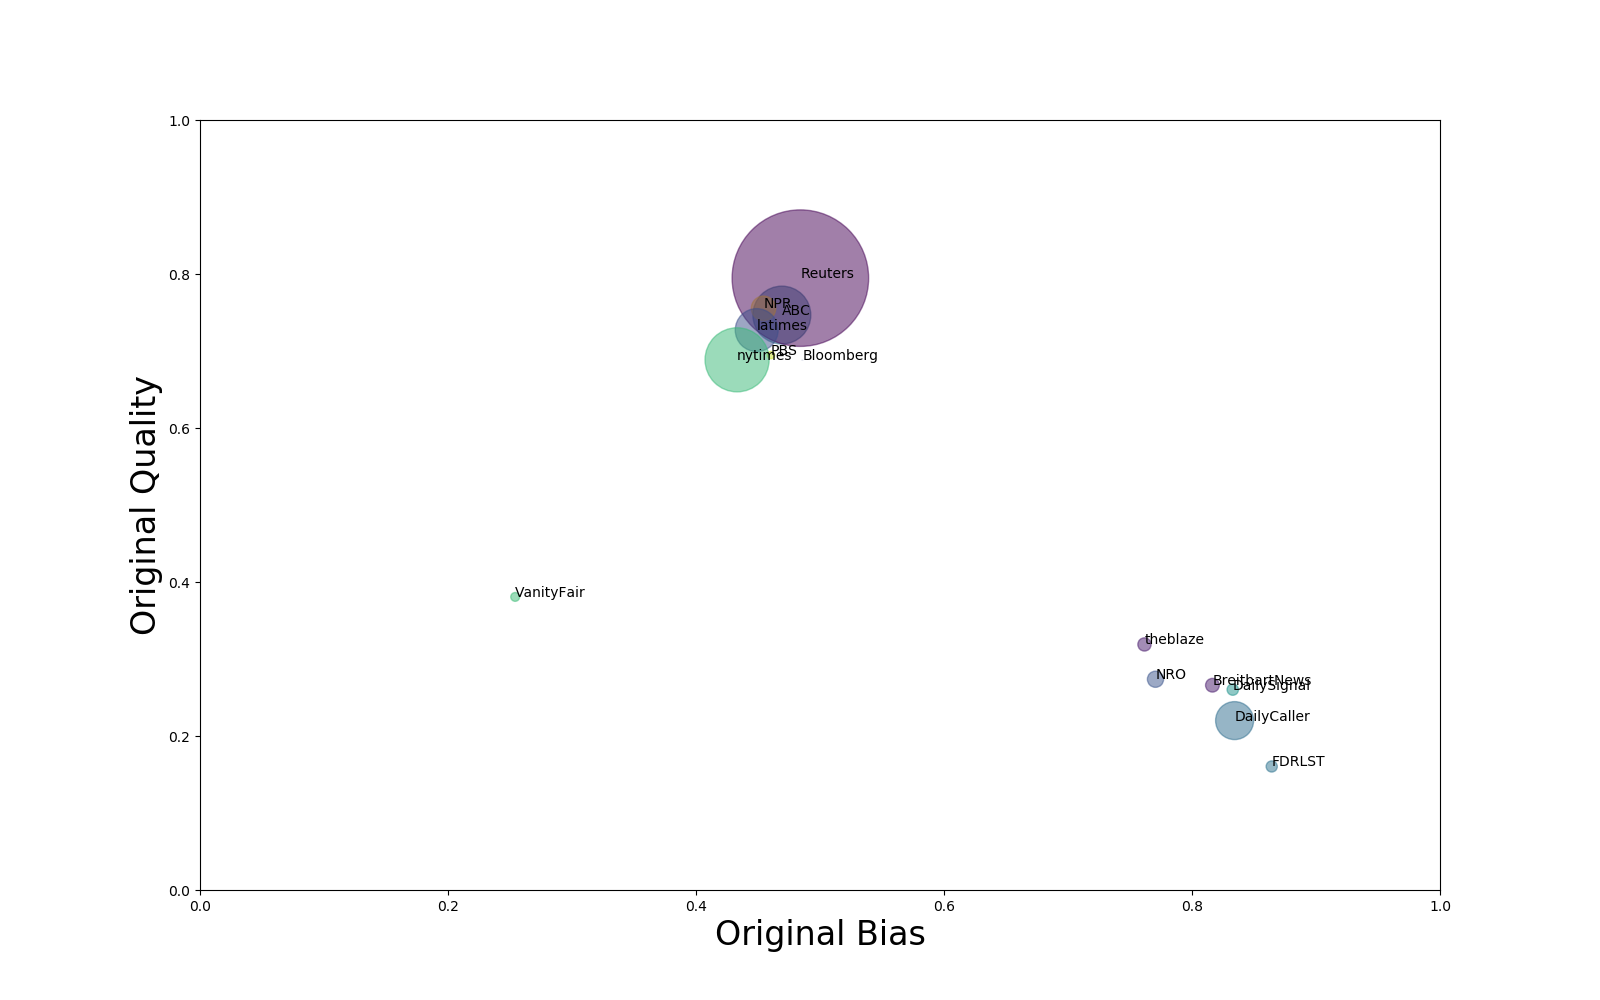 1.0
0.8
0.6
0.4
0.2
0.0
Original Quality
Reuters
NPR
ABC
latimes
PBS
nytimes
Bloomberg
VanityFair
theblaze
NRO
BreitbartNews
DailySignal
DailyCaller
FDRLST
0.0
0.2
0.4
0.6
0.8
1.0
Original Bias